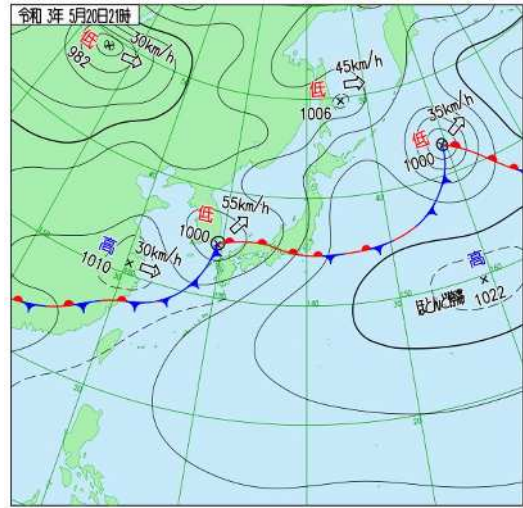 令和 3年 5月20日21時
低
30km/h
982
45km/h
低
1006
35km/h
低
1000
55km/h
低
1000
高
30km/h
1010
高
ほとんど停滞
1022